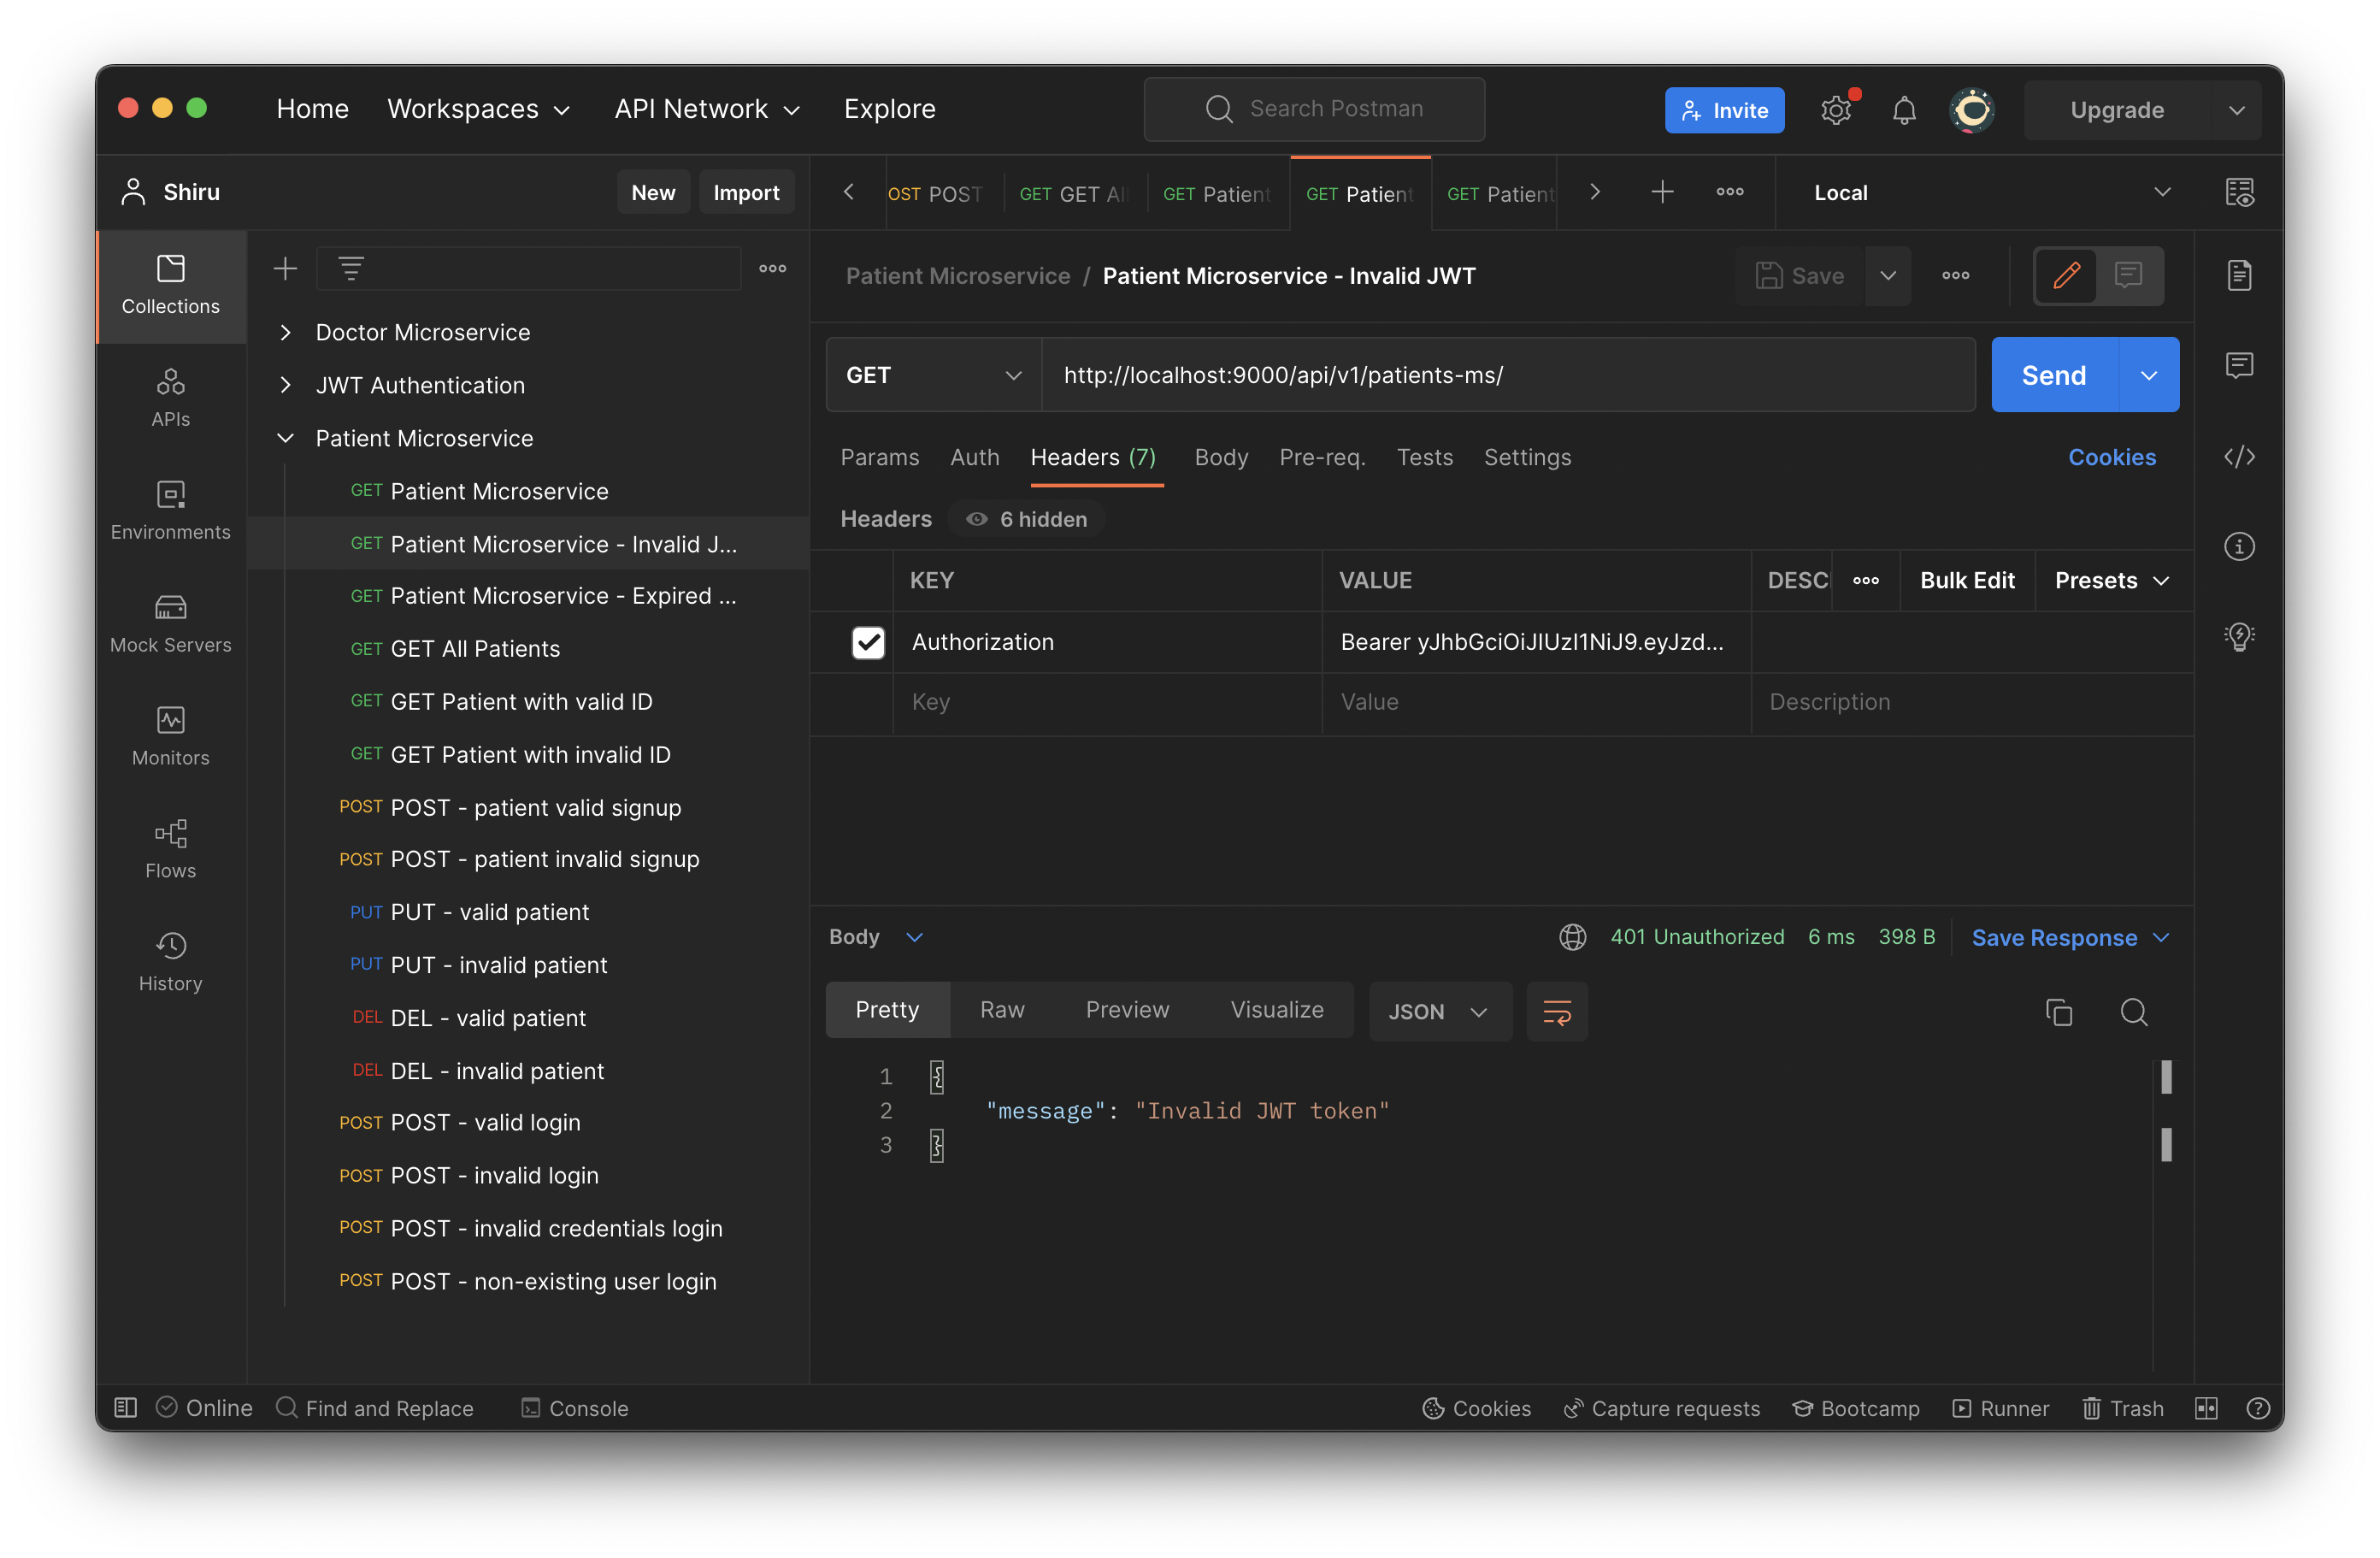 Home Workspaces API Network Explore Search Postman Invite Upgrade
Shiru New Import
OST POST GET GET Al GET Patient GET Patient GET Patient Local
Collections
APIs
Environments
Mock Servers
Monitors
Flows
History
Doctor Microservice
JWT Authentication
Patient Microservice
GET Patient Microservice
GET Patient Microservice - Invalid J...
GET Patient Microservice - Expired ...
GET GET All Patients
GET GET Patient with valid ID
GET GET Patient with invalid ID
POST POST - patient valid signup
POST POST - patient invalid signup
PUT PUT - valid patient
PUT PUT - invalid patient
DEL DEL - valid patient
DEL DEL - invalid patient
POST POST - valid login
POST POST - invalid login
POST POST - invalid credentials login
POST POST - non-existing user login
Patient Microservice / Patient Microservice - Invalid JWT Save
GET http://localhost:9000/api/v1/patients-ms/ Send
Params Auth Headers (7) Body Pre-req. Tests Settings Cookies
Headers 6 hidden
KEY VALUE DESC Bulk Edit Presets
Authorization Bearer yJhbGciOiJIUzI1NiJ9.eyJzd...
Key Value Description
Body 401 Unauthorized 6 ms 398 B Save Response
Pretty Raw Preview Visualize JSON
1 {
2 "message": "Invalid JWT token"
3 }
Online Find and Replace Console Cookies Capture requests Bootcamp Runner Trash